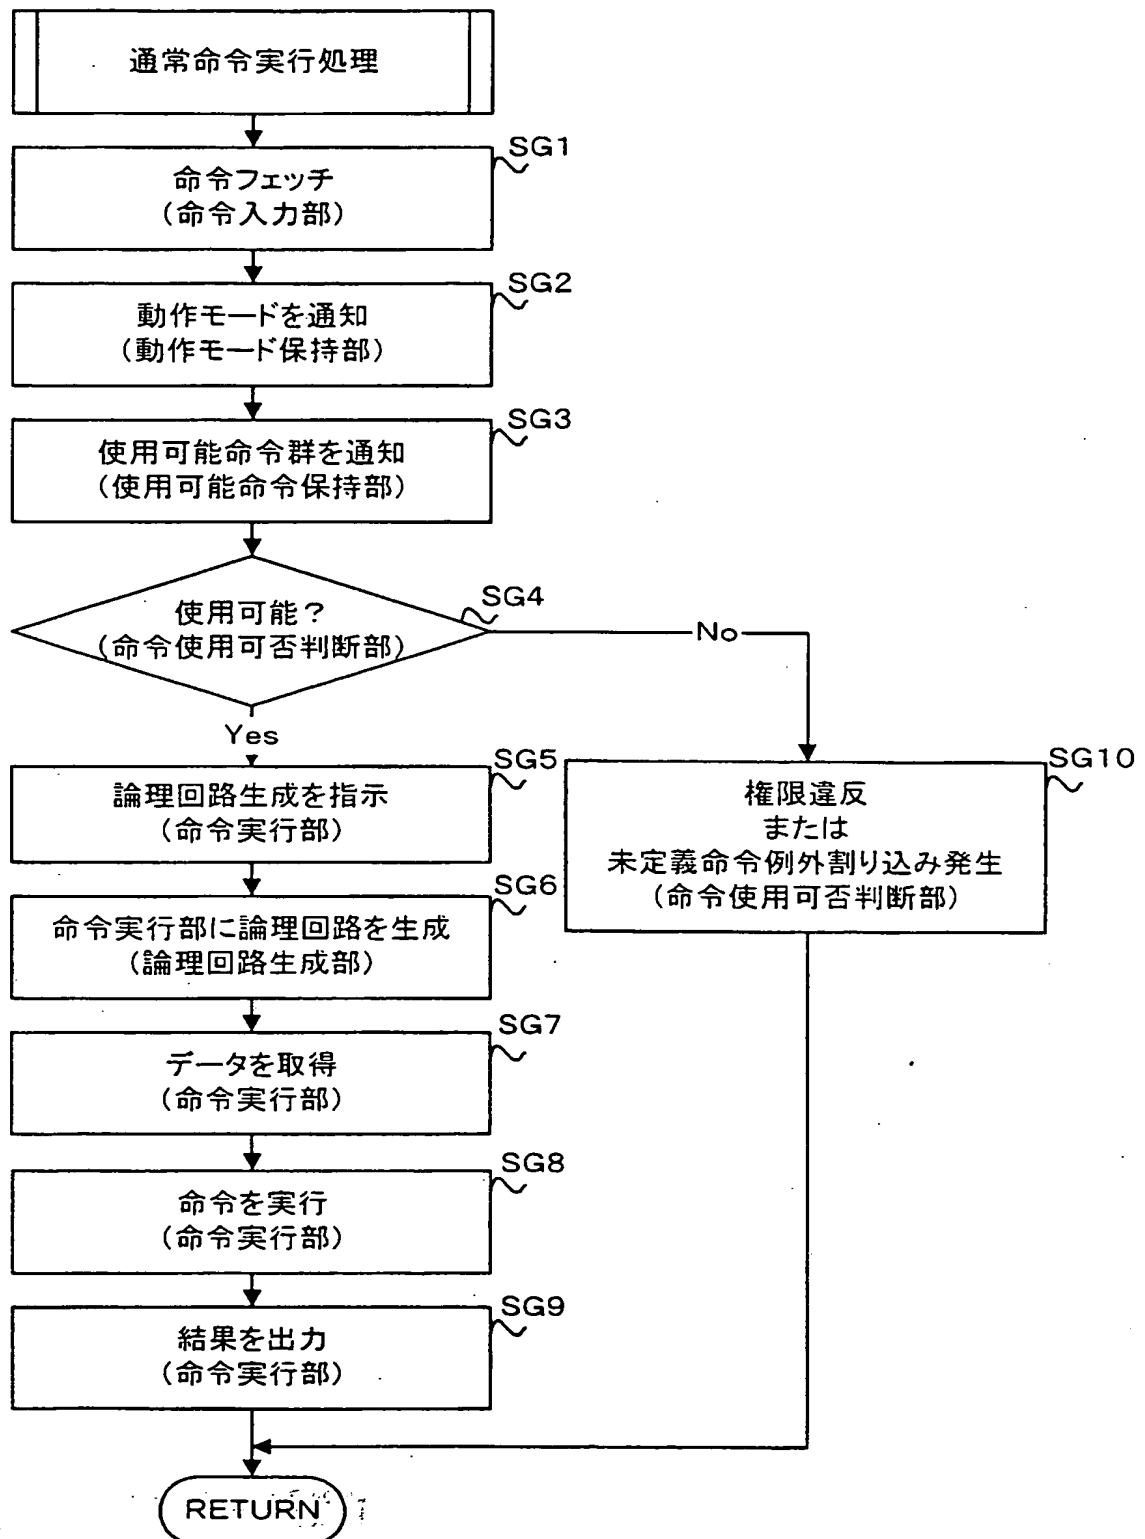 通常命令実行処理
SG1
命令フェッチ
(命令入力部)
SG2
動作モードを通知
(動作モード保持部)
SG3
使用可能命令群を通知
(使用可能命令保持部)
SG4
使用可能?
(命令使用可否判断部)
No
Yes
SG5
論理回路生成を指示
(命令実行部)
SG10
権限違反
または
未定義命令例外割り込み発生
(命令使用可否判断部)
SG6
命令実行部に論理回路を生成
(論理回路生成部)
SG7
データを取得
(命令実行部)
SG8
命令を実行
(命令実行部)
SG9
結果を出力
(命令実行部)
RETURN